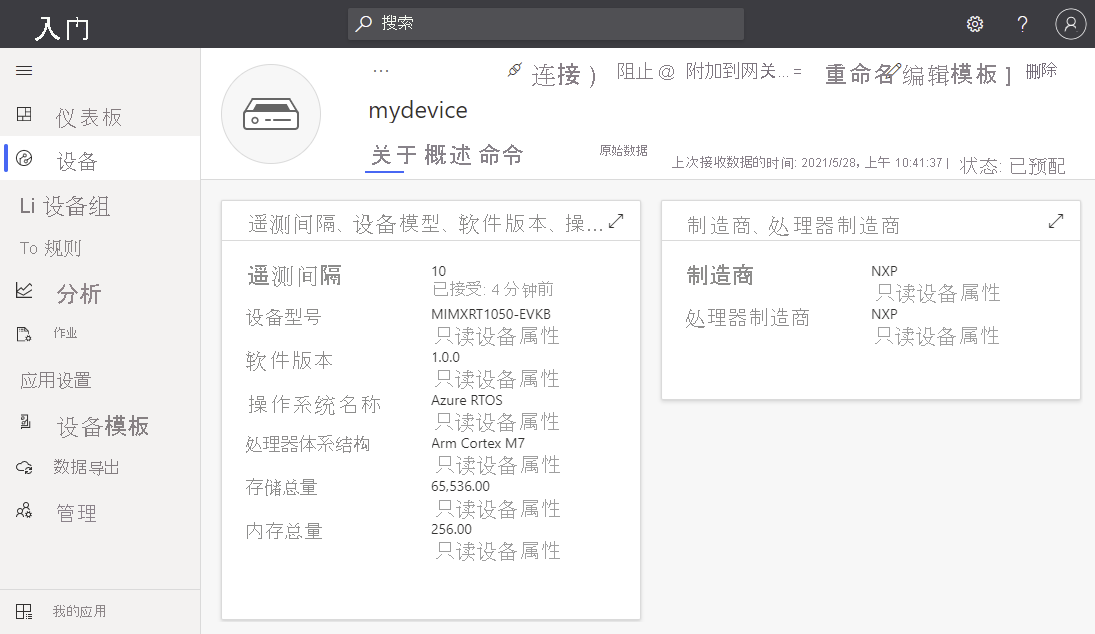 入门
搜索
?
仪表板
设备
Li 设备组
To 规则
分析
作业
应用设置
设备模板
数据导出
管理
我的应用
...
连接 ) 阻止 @ 附加到网关... = 重命名 编辑模板 ] 删除
mydevice
关于 概述 命令 原始数据
上次接收数据的时间: 2021/5/28, 上午 10:41:37 | 状态: 已预配
遥测间隔、设备模型、软件版本、操...
遥测间隔 10
已接受: 4 分钟前
设备型号 MIMXRT1050-EVKB
只读设备属性
软件版本 1.0.0
只读设备属性
操作系统名称 Azure RTOS
只读设备属性
处理器体系结构 Arm Cortex M7
只读设备属性
存储总量 65,536.00
只读设备属性
内存总量 256.00
只读设备属性
制造商、处理器制造商
制造商 NXP
只读设备属性
处理器制造商 NXP
只读设备属性